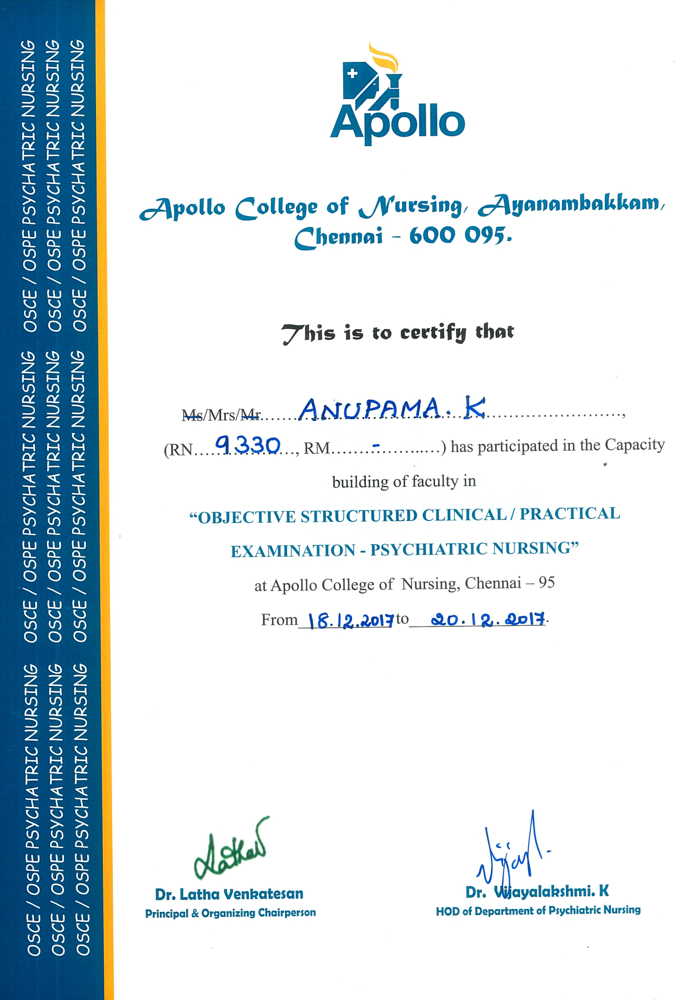 Apollo
Apollo College of Nursing, Ayanambakkam,
Chennai - 600 095.
This is to certify that
Ms/Mrs/Mr.....ANUPAMA. K.....,
(RN....9330...., RM.......-..........) has participated in the Capacity
building of faculty in
“OBJECTIVE STRUCTURED CLINICAL / PRACTICAL
EXAMINATION - PSYCHIATRIC NURSING”
at Apollo College of Nursing, Chennai – 95
From 18.12.2017 to 20.12.2017.
Lathav
Vijay
Dr. Latha Venkatesan
Dr. Vijayalakshmi. K
Principal & Organizing Chairperson
HOD of Department of Psychiatric Nursing
OSCE / OSPE PSYCHATRIC NURSING OSCE / OSPE PSYCHATRIC NURSING OSCE / OSPE PSYCHATRIC NURSING
OSCE / OSPE PSYCHATRIC NURSING OSCE / OSPE PSYCHATRIC NURSING OSCE / OSPE PSYCHATRIC NURSING
OSCE / OSPE PSYCHATRIC NURSING OSCE / OSPE PSYCHATRIC NURSING OSCE / OSPE PSYCHATRIC NURSING